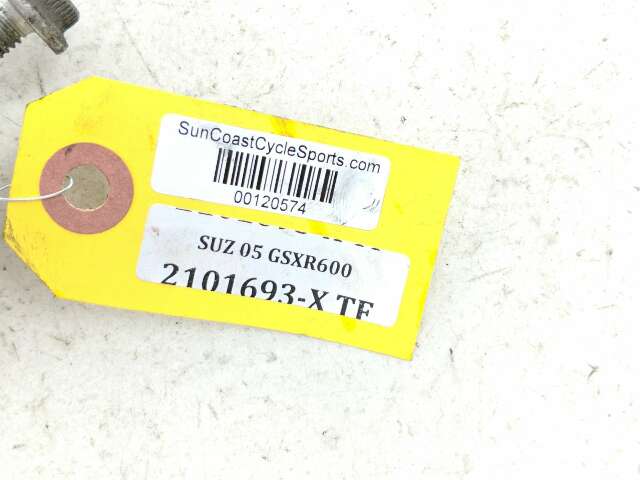 SunCoastCycleSports.com
00120574
SUZ 05 GSXR600
2101693-X TF